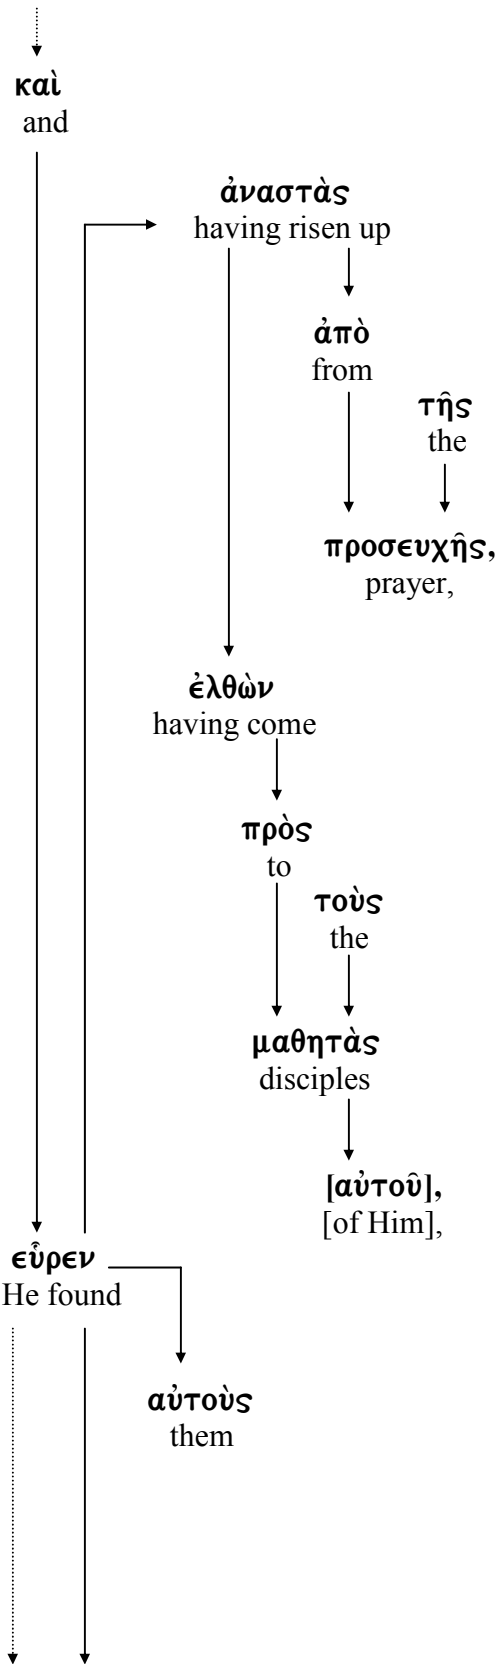 καὶ
and
ἀναστὰς
having risen up
ἀπὸ
from
τῆς
the
προσευχῆς,
prayer,
ἐλθὼν
having come
πρὸς
to
τοὺς
the
μαθητὰς
disciples
[αὐτοῦ],
[of Him],
εὗρεν
He found
αὐτοὺς
them